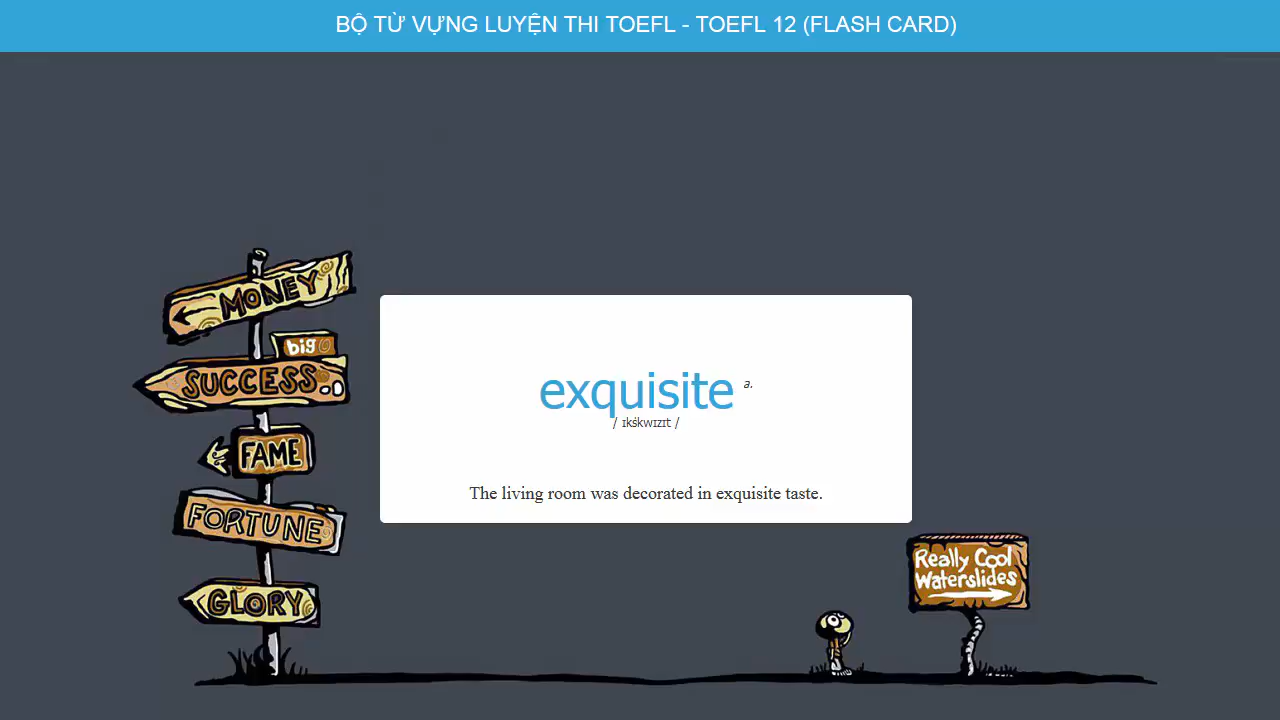 BỘ TỪ VỰNG LUYỆN THI TOEFL - TOEFL 12 (FLASH CARD)
MONEY
big
SUCCESS
FAME
FORTUNE
GLORY
exquisite a.
/ ɪkśkwɪzɪt /
The living room was decorated in exquisite taste.
Really Cool
Waterslides